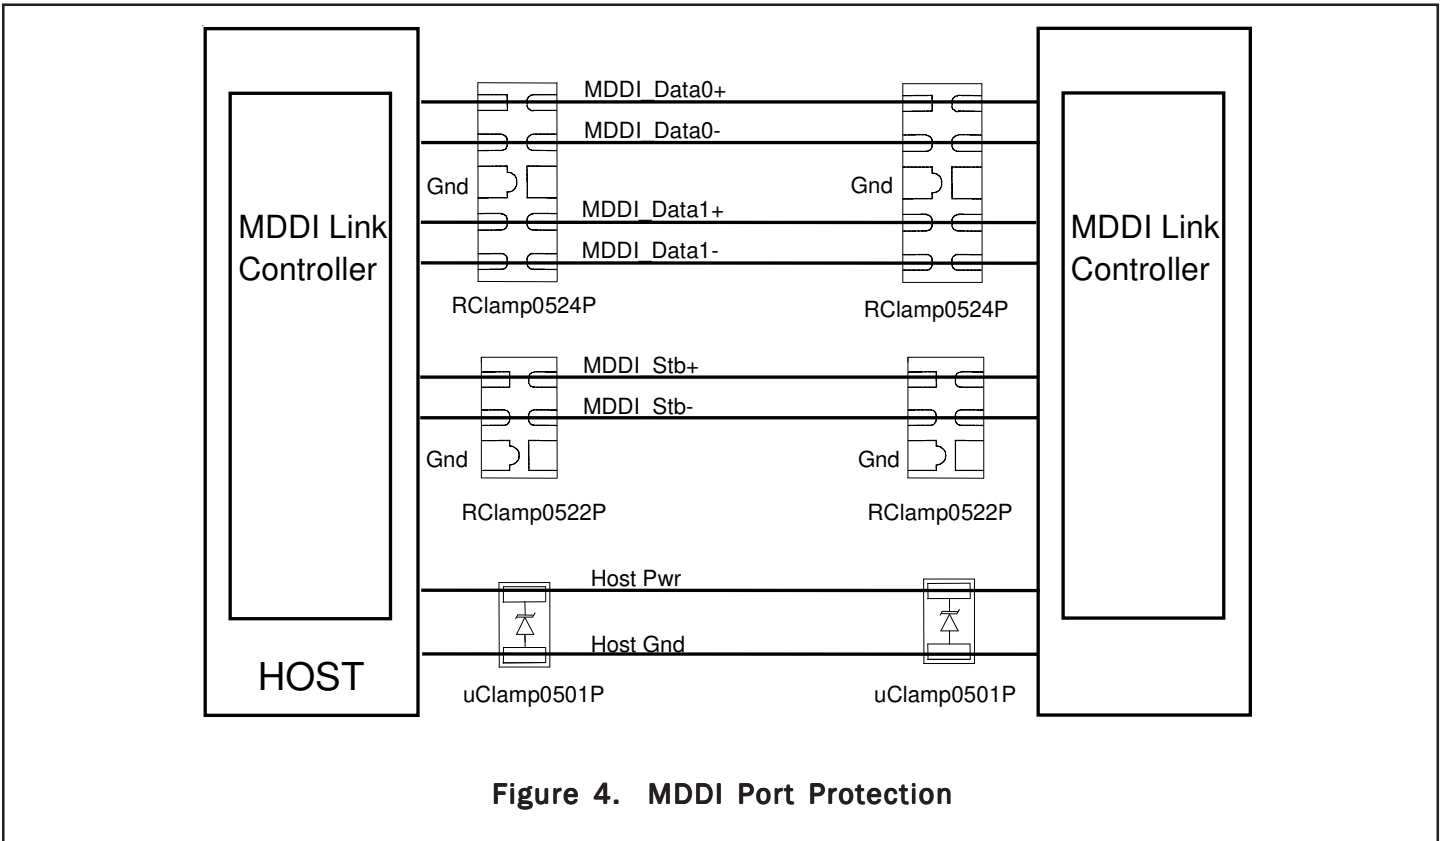 MDDI_Data0+
MDDI_Data0-
Gnd
Gnd
MDDI_Data1+
MDDI Link
Controller
MDDI Link
Controller
MDDI_Data1-
RClamp0524P
RClamp0524P
MDDI_Stb+
MDDI_Stb-
Gnd
Gnd
RClamp0522P
RClamp0522P
Host Pwr
Host Gnd
HOST
uClamp0501P
uClamp0501P
Figure 4. MDDI Port Protection